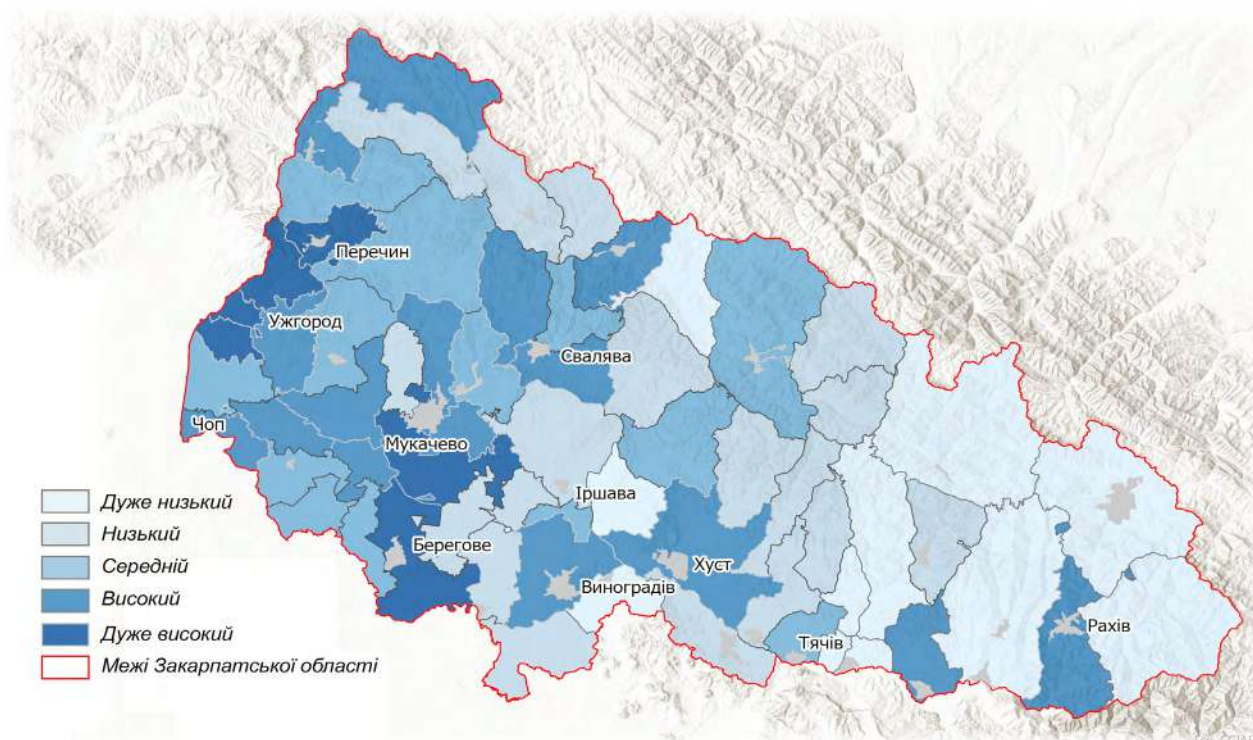 Перечин
Ужгород
Свалява
Чоп
Мукачево
Іршава
Берегове
Хуст
Виноградів
Тячів
Рахів
Дуже низький
Низький
Середній
Високий
Дуже високий
Межі Закарпатської області